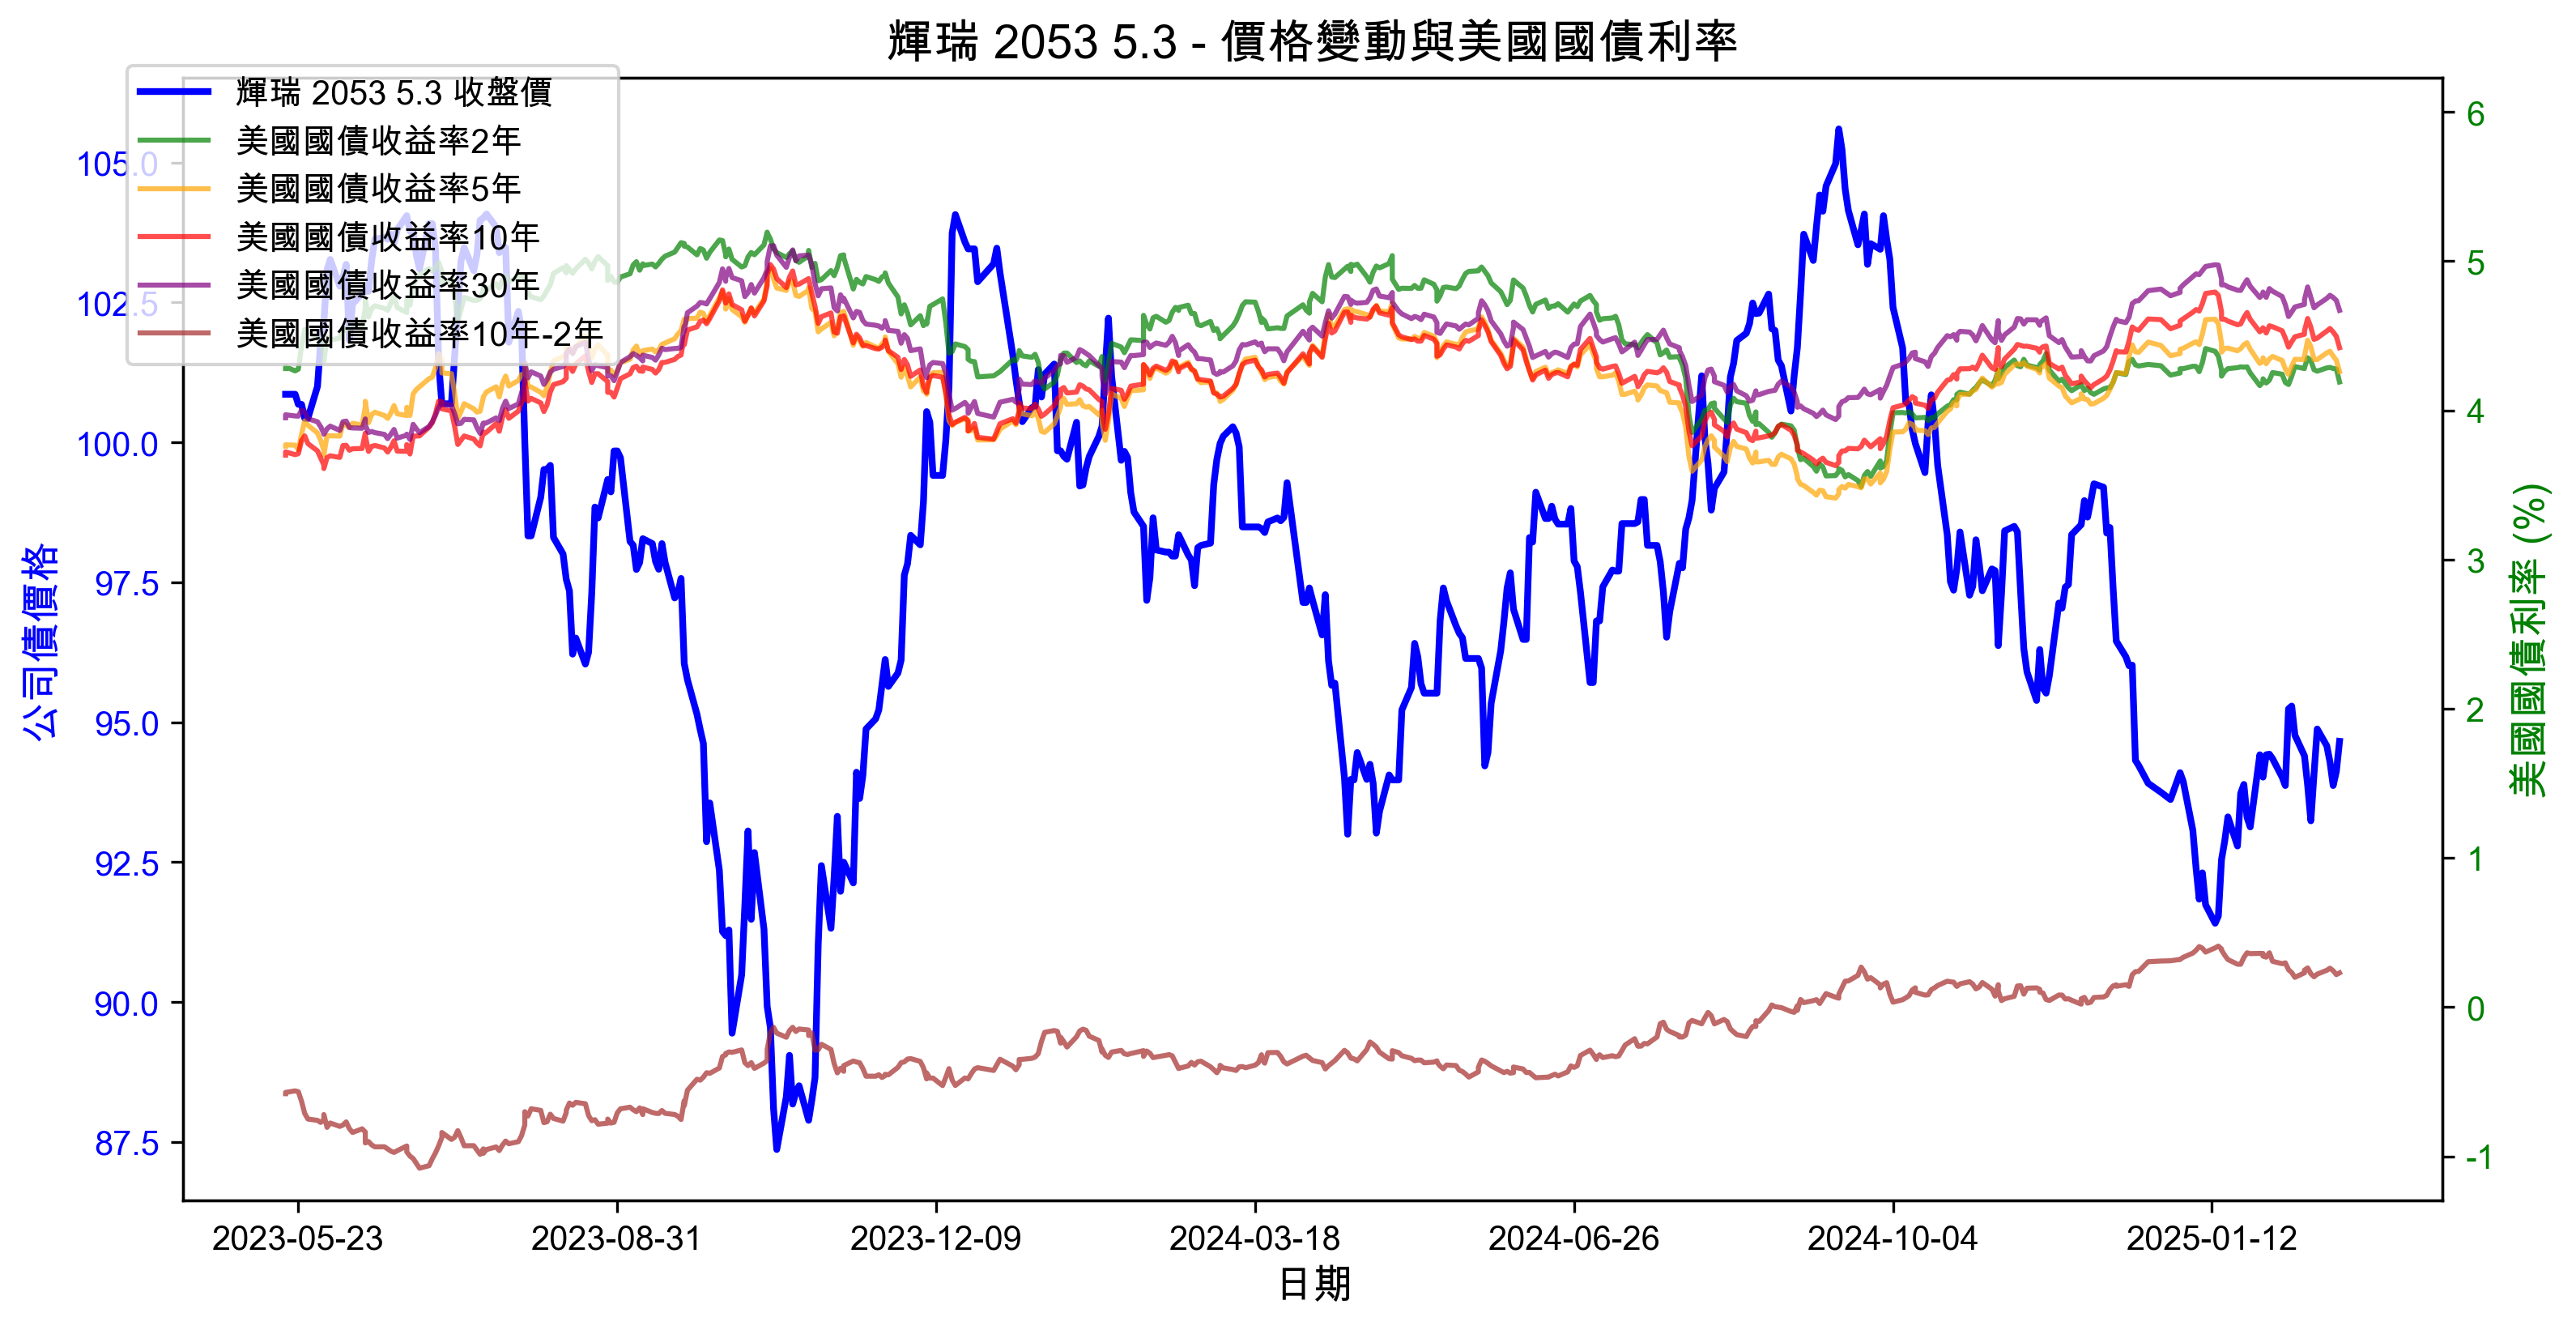 輝瑞 2053 5.3 - 價格變動與美國國債利率
輝瑞 2053 5.3 收盤價
美國國債收益率2年
美國國債收益率5年
美國國債收益率10年
美國國債收益率30年
美國國債收益率10年-2年
公司債價格
105.0
102.5
100.0
97.5
95.0
92.5
90.0
87.5
6
5
4
3
2
1
0
-1
美國國債利率 (%)
2023-05-23 2023-08-31 2023-12-09 2024-03-18 2024-06-26 2024-10-04 2025-01-12
日期